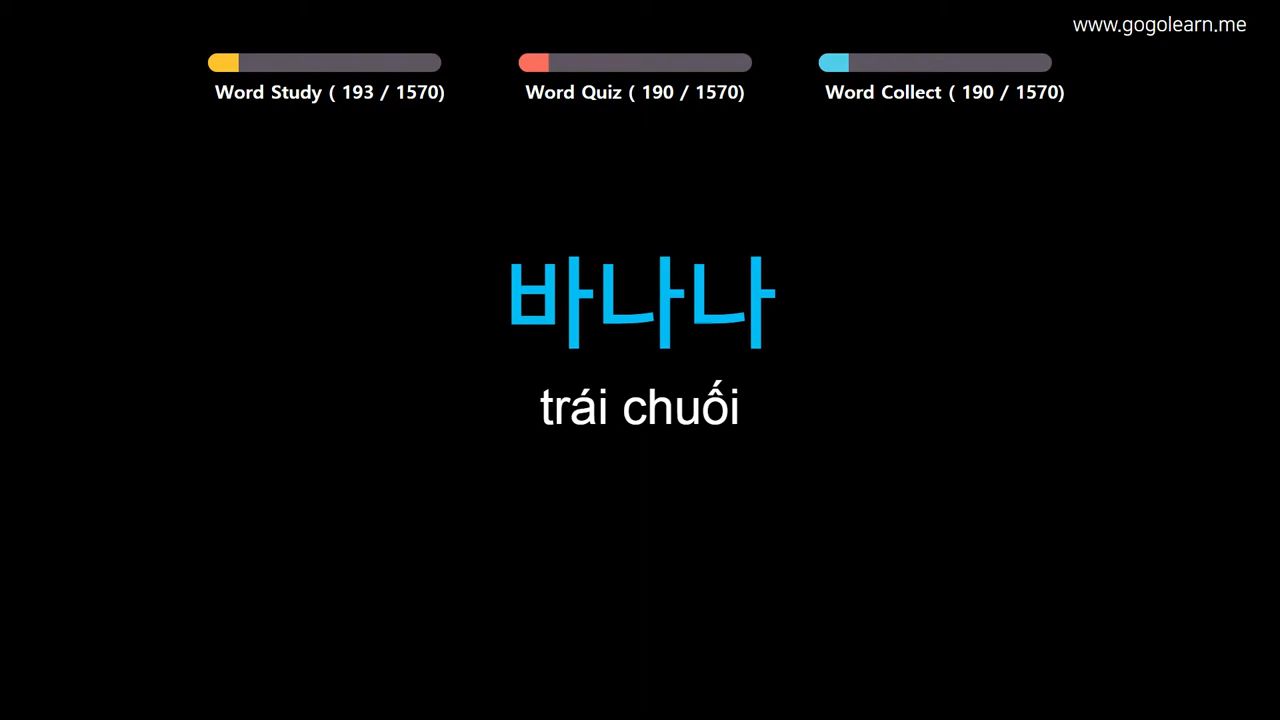 www.gogolearn.me
Word Study ( 193 / 1570)
Word Quiz ( 190 / 1570)
Word Collect ( 190 / 1570)
바나나
trái chuối